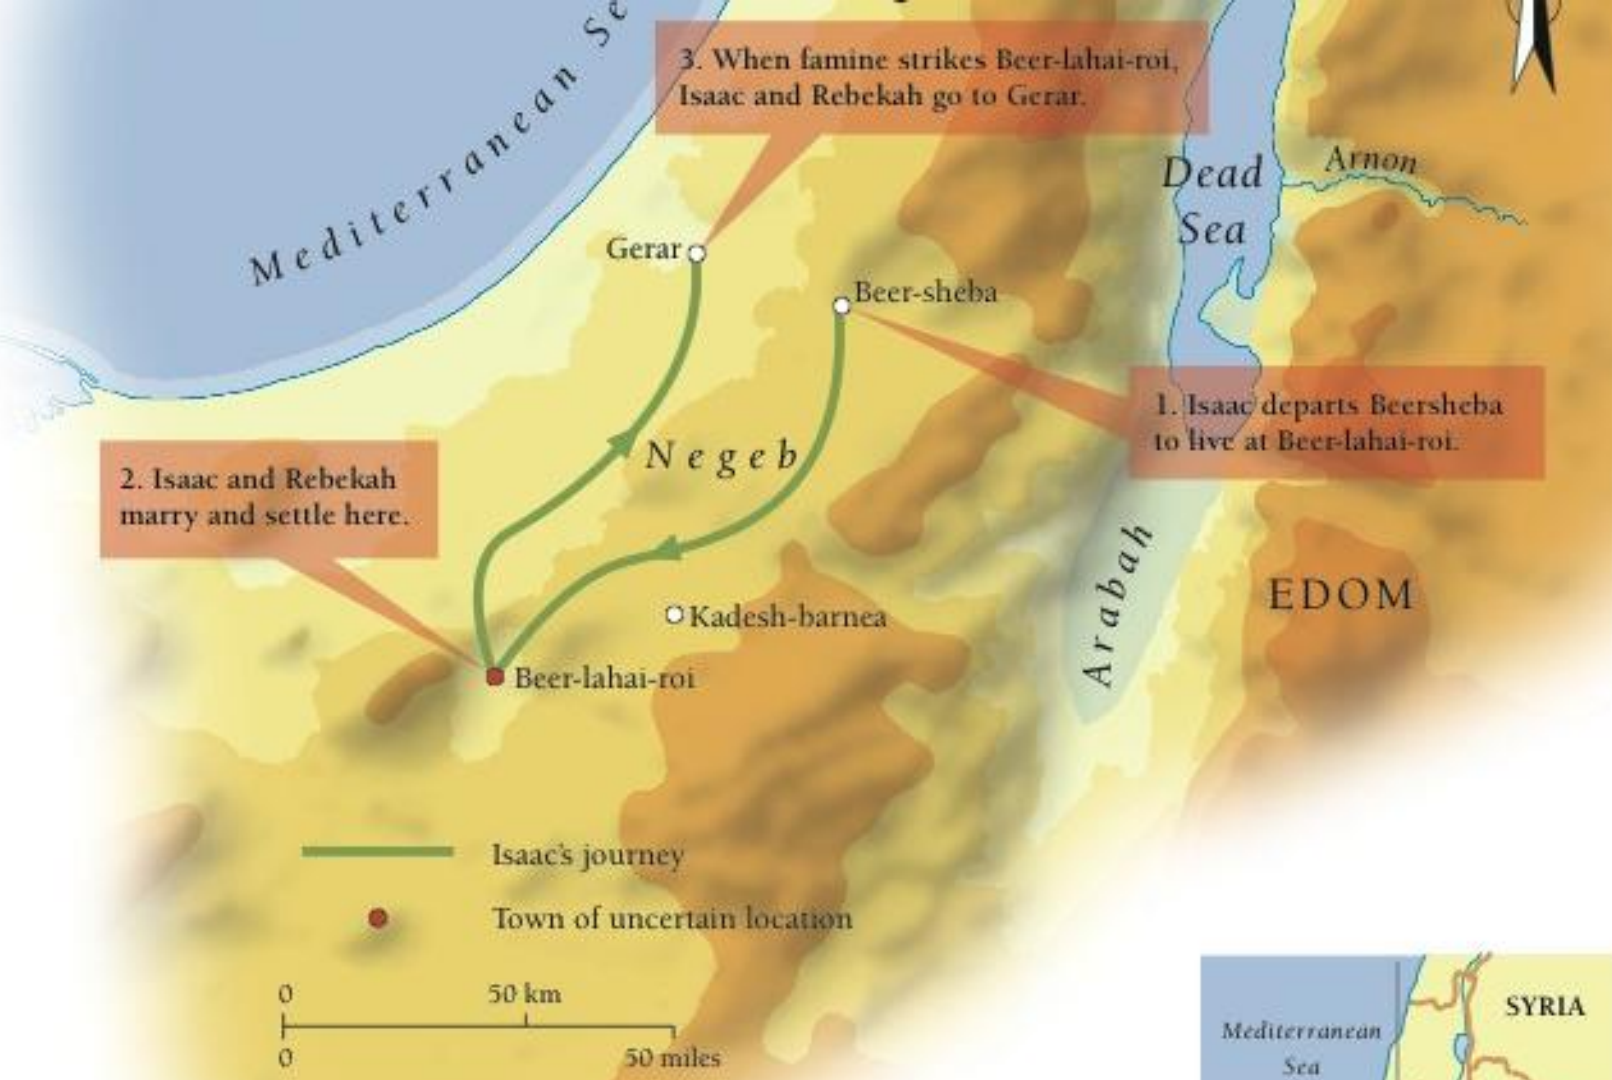 Mediterranean Se
3. When famine strikes Beer-lahai-roi,
Isaac and Rebekah go to Gerar.
Dead
Sea
Arnon
Gerar
Beer-sheba
1. Isaac departs Beersheba
to live at Beer-lahai-roi.
Negeb
2. Isaac and Rebekah
marry and settle here.
Arabah
EDOM
Kadesh-barnea
Beer-lahai-roi
Isaac's journey
Town of uncertain location
0 50 km
0 50 miles
SYRIA
Mediterranean
Sea